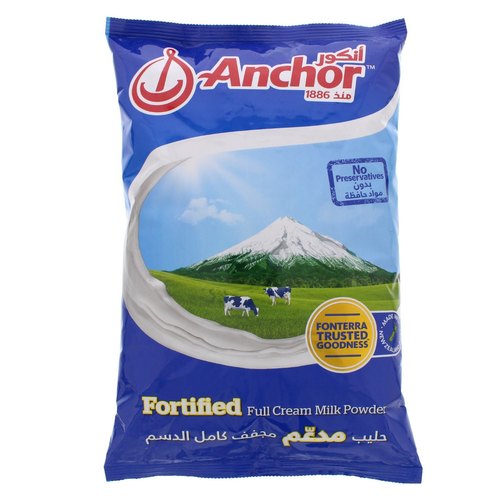 أنكور
Anchor™
منذ 1886
No
Preservatives
بدون
مواد حافظة
FONTERRA
TRUSTED
GOODNESS
Fortified Full Cream Milk Powder
حليب مدعّم مجفف كامل الدسم